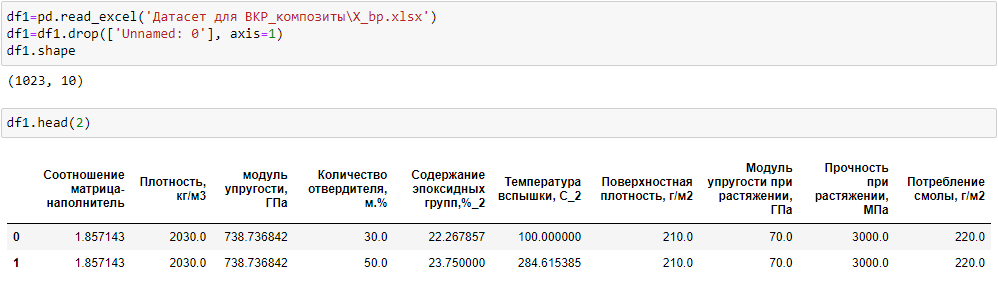 df1=pd.read_excel('Датасет для ВКР_композиты\X_bp.xlsx')
df1=df1.drop(['Unnamed: 0'], axis=1)
df1.shape
(1023, 10)
df1.head(2)
Соотношение матрица-наполнитель Плотность, кг/м3 модуль упругости, ГПа Количество отвердителя, м.% Содержание эпоксидных групп,%_2 Температура вспышки, С_2 Поверхностная плотность, г/м2 Модуль упругости при растяжении, ГПа Прочность при растяжении, МПа Потребление смолы, г/м2
0 1.857143 2030.0 738.736842 30.0 22.267857 100.000000 210.0 70.0 3000.0 220.0
1 1.857143 2030.0 738.736842 50.0 23.750000 284.615385 210.0 70.0 3000.0 220.0